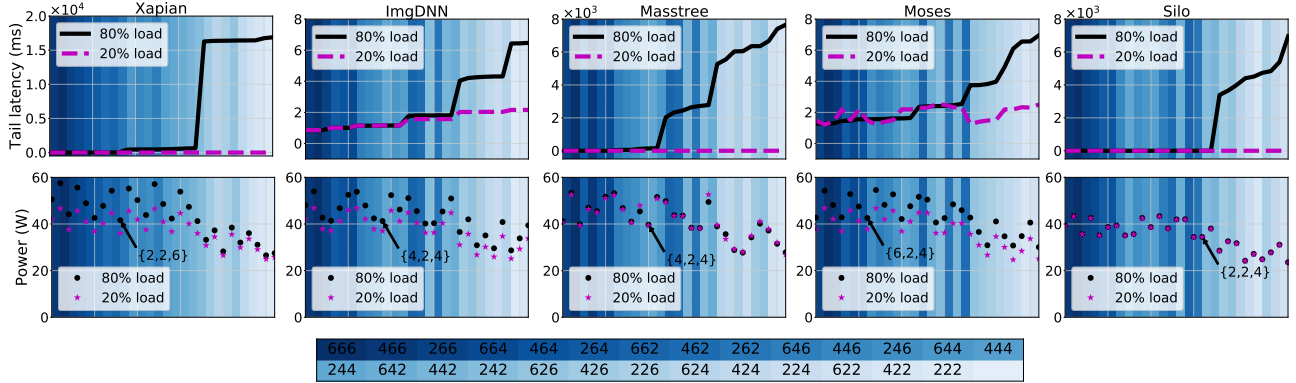 Xapian
ImgDNN
Masstree
Moses
Silo
Tail latency (ms)
×10⁴
2.0
1.5
1.0
0.5
0.0
80% load
20% load
8
6
4
2
0
80% load
20% load
×10³
8
6
4
2
0
80% load
20% load
8
6
4
2
0
80% load
20% load
×10³
8
6
4
2
0
80% load
20% load
Power (W)
60
40
20
0
{2,2,6}
80% load
20% load
60
40
20
0
{4,2,4}
80% load
20% load
60
40
20
0
{4,2,4}
80% load
20% load
60
40
20
0
{6,2,4}
80% load
20% load
60
40
20
0
{2,2,4}
80% load
20% load
666 466 266 664 464 264 662 462 262 646 446 246 644 444
244 642 442 242 626 426 226 624 424 224 622 422 222